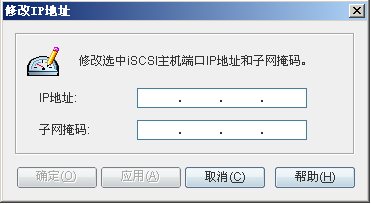 修改IP地址
修改选中iSCSI主机端口IP地址和子网掩码。
IP地址:
. . .
子网掩码:
. . .
确定(O) 应用(A) 取消(C) 帮助(H)